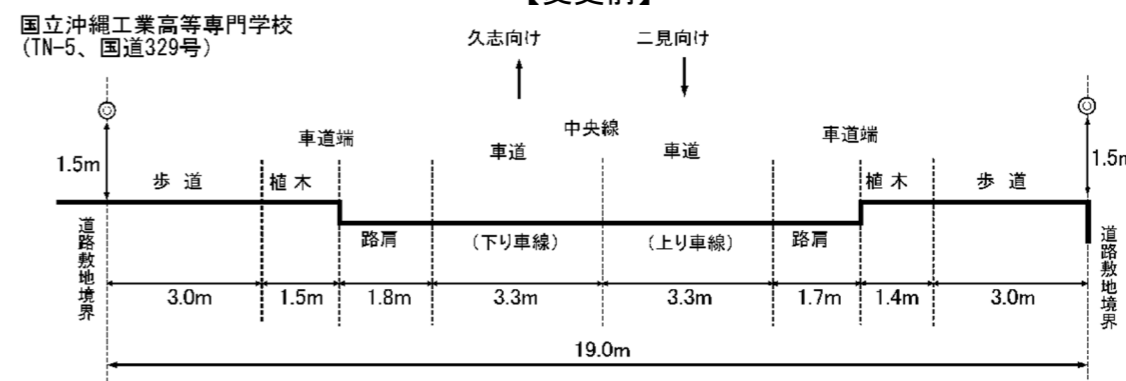 【変更前】
国立沖縄工業高等専門学校
(TN-5、国道329号)
久志向け
二見向け
中央線
車道端
車道
車道
車道端
1.5m
1.5m
歩道
植木
植木
歩道
路肩
(下り車線)
(上り車線)
路肩
道路敷地境界
道路敷地境界
3.0m
1.5m
1.8m
3.3m
3.3m
1.7m
1.4m
3.0m
19.0m